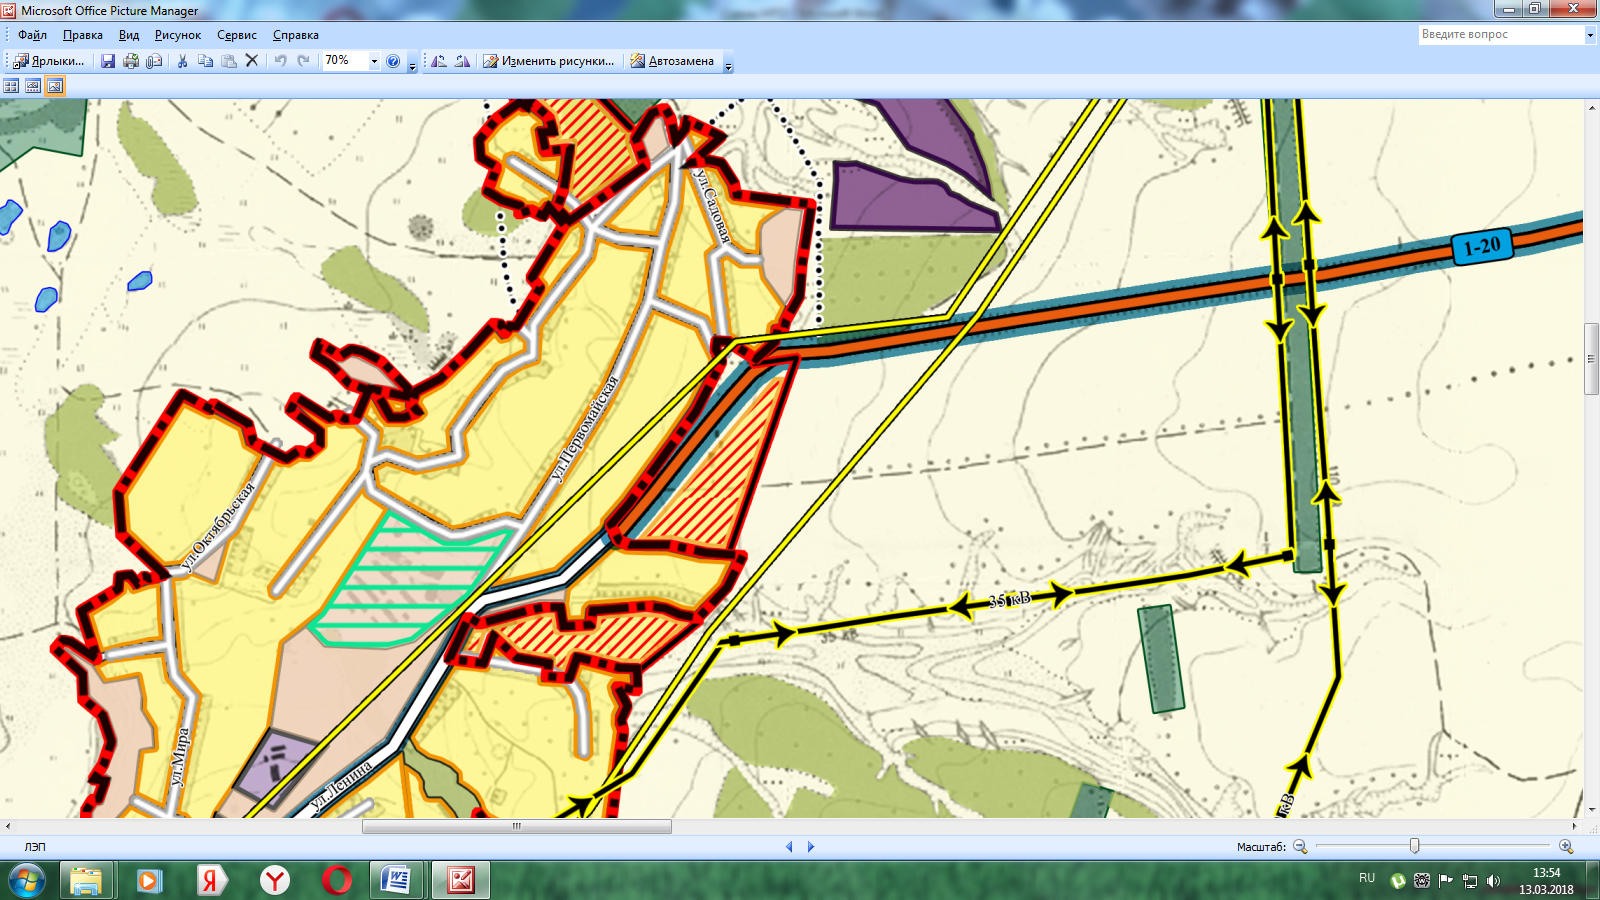 Microsoft Office Picture Manager
Файл Правка Вид Рисунок Сервис Справка
Введите вопрос
Ярлыки... 70% Изменить рисунки... Автозамена
ул.Садовая
1-20
ул.Первомайская
ул.Октябрьская
35 кВ
35 кВ
ул.Мира
ул.Ленина
кВ
ЛЭП
Масштаб:
RU
13:54
13.03.2018